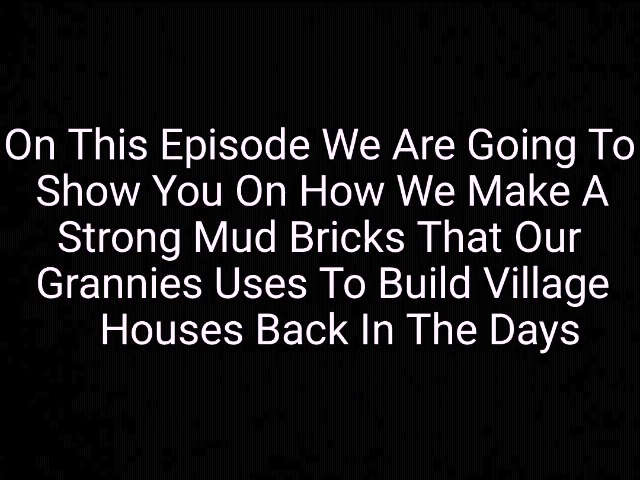 On This Episode We Are Going To
Show You On How We Make A
Strong Mud Bricks That Our
Grannies Uses To Build Village
Houses Back In The Days